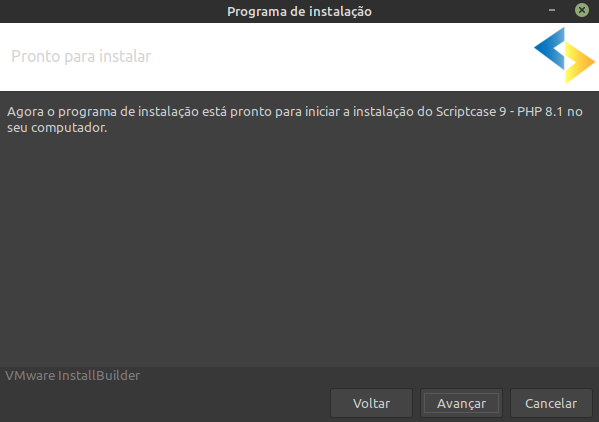 Programa de instalação
Pronto para instalar
Agora o programa de instalação está pronto para iniciar a instalação do Scriptcase 9 - PHP 8.1 no
seu computador.
VMware InstallBuilder
Voltar
Avançar
Cancelar